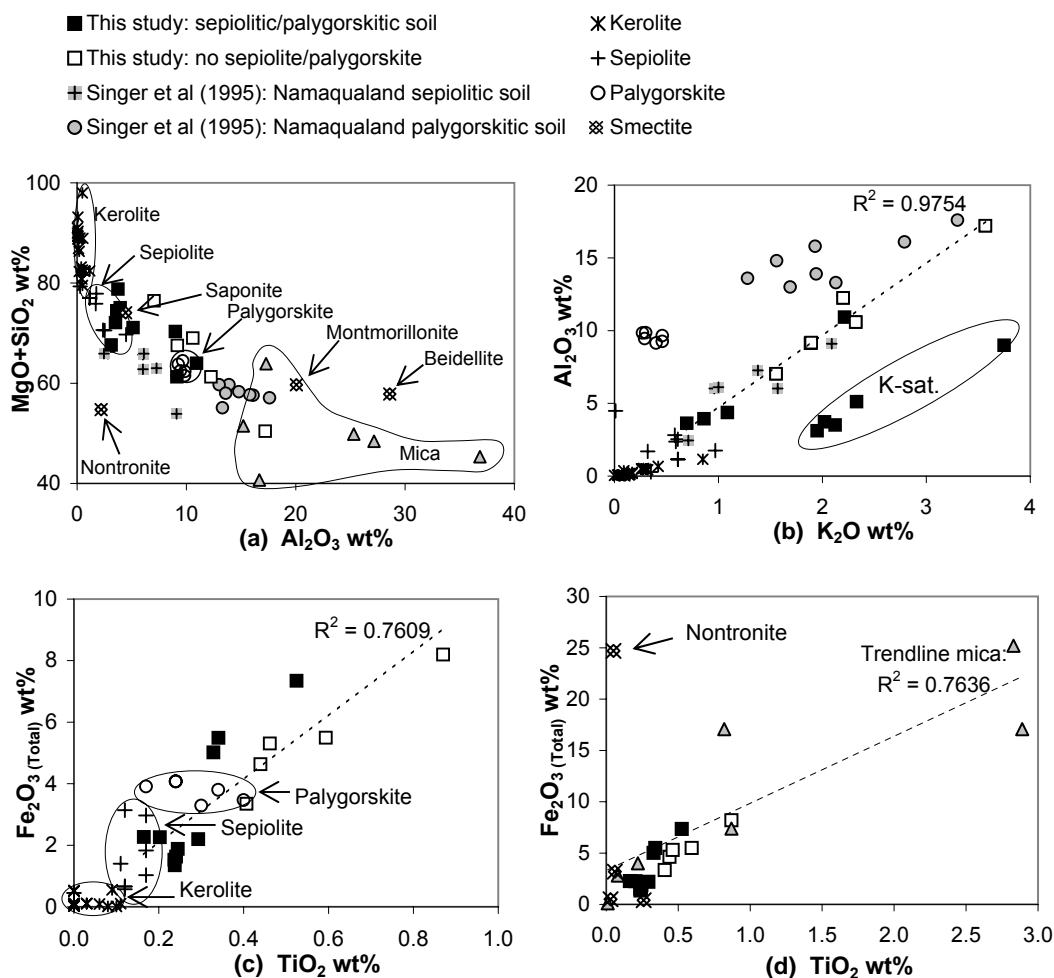 This study: sepiolitic/palygorskitic soil
Kerolite
This study: no sepiolite/palygorskite
Sepiolite
Singer et al (1995): Namaqualand sepiolitic soil
Palygorskite
Singer et al (1995): Namaqualand palygorskitic soil
Smectite
MgO+SiO₂ wt%
100
80
60
40
Kerolite
Sepiolite
Saponite
Palygorskite
Montmorillonite
Beidellite
Nontronite
Mica
0
10
20
30
40
(a) Al₂O₃ wt%
Al₂O₃ wt%
20
15
10
5
0
R² = 0.9754
K-sat.
0
1
2
3
4
(b) K₂O wt%
Fe₂O₃ (Total) wt%
10
8
6
4
2
0
R² = 0.7609
Palygorskite
Sepiolite
Kerolite
0.0
0.2
0.4
0.6
0.8
1.0
(c) TiO₂ wt%
Fe₂O₃ (Total) wt%
30
25
20
15
10
5
0
Nontronite
Trendline mica:
R² = 0.7636
0.0
0.5
1.0
1.5
2.0
2.5
3.0
(d) TiO₂ wt%